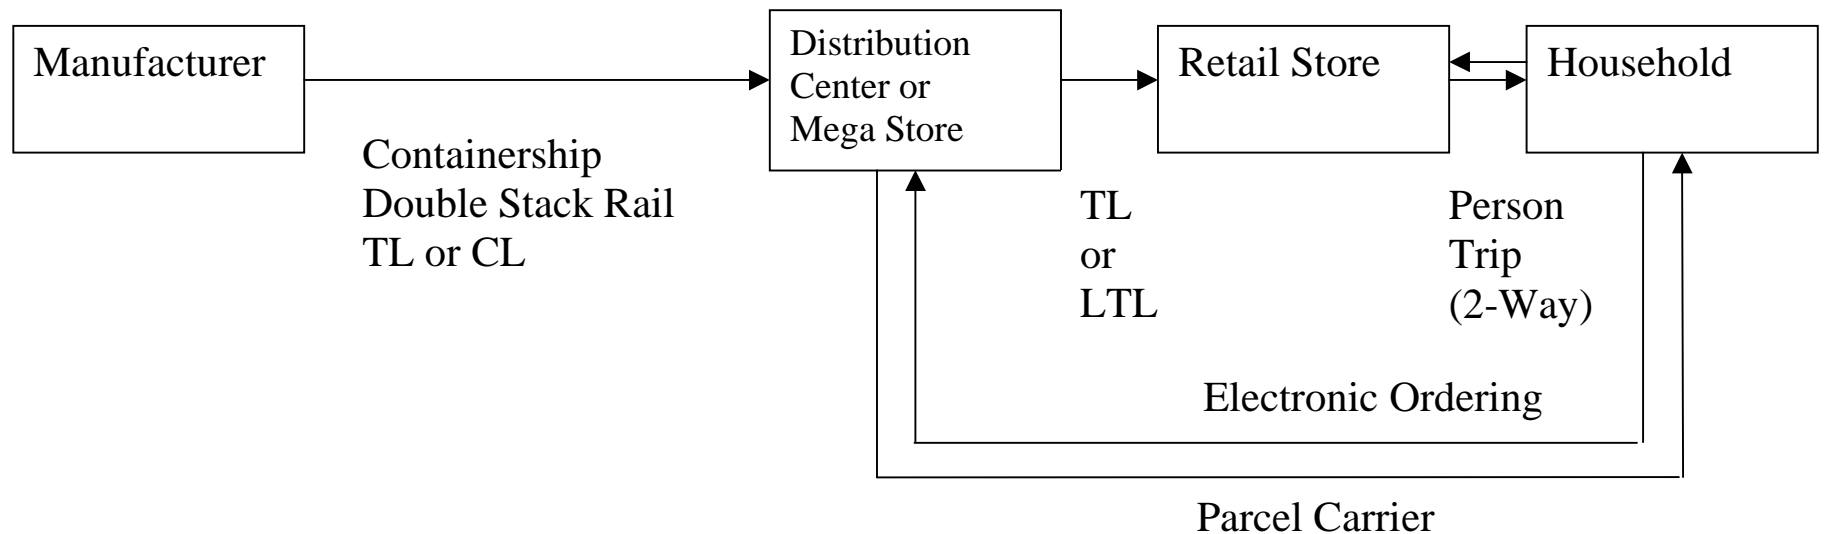 Manufacturer
Distribution
Center or
Mega Store
Retail Store
Household
Containership
Double Stack Rail
TL or CL
TL
or
LTL
Person
Trip
(2-Way)
Electronic Ordering
Parcel Carrier